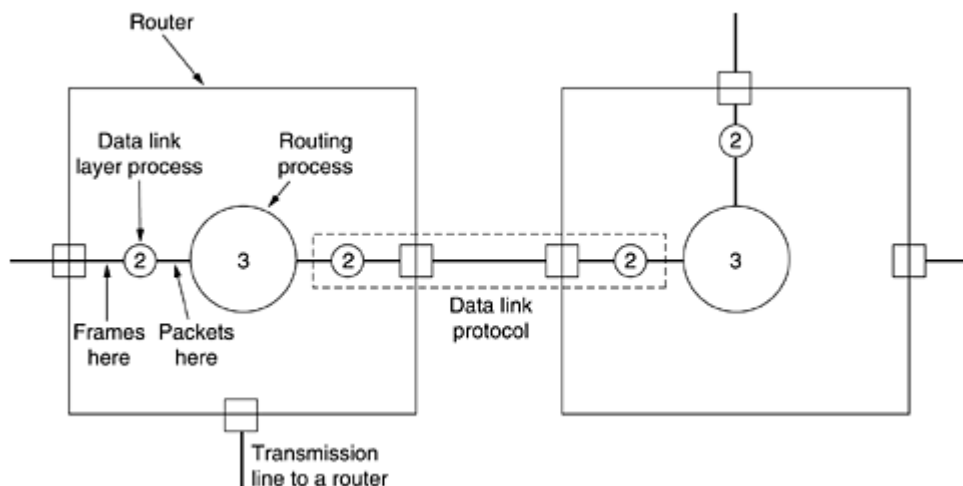 Router
Data link
layer process
Routing
process
2
2
3
2
2
3
Frames
here
Packets
here
Data link
protocol
Transmission
line to a router